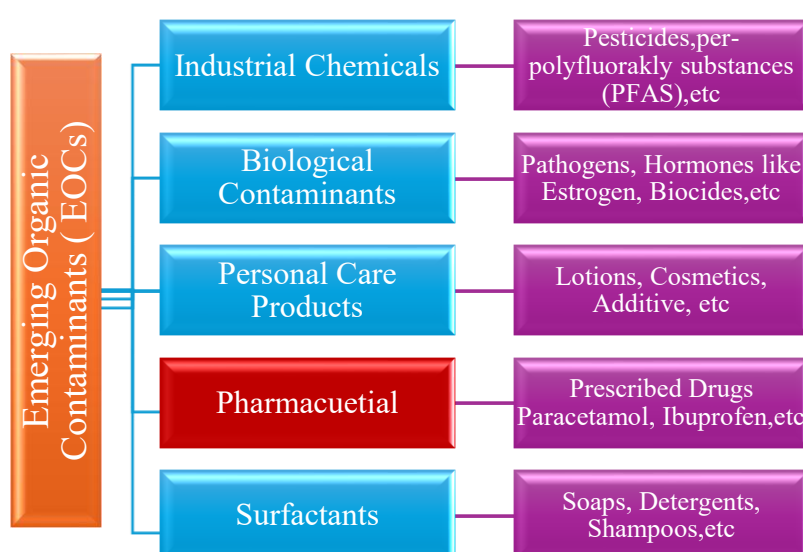 Emerging Organic
Contaminants ( EOCs)
Industrial Chemicals
Pesticides,per-
polyfluorakly substances
(PFAS),etc
Biological
Contaminants
Pathogens, Hormones like
Estrogen, Biocides,etc
Personal Care
Products
Lotions, Cosmetics,
Additive, etc
Pharmacuetial
Prescribed Drugs
Paracetamol, Ibuprofen,etc
Surfactants
Soaps, Detergents,
Shampoos,etc